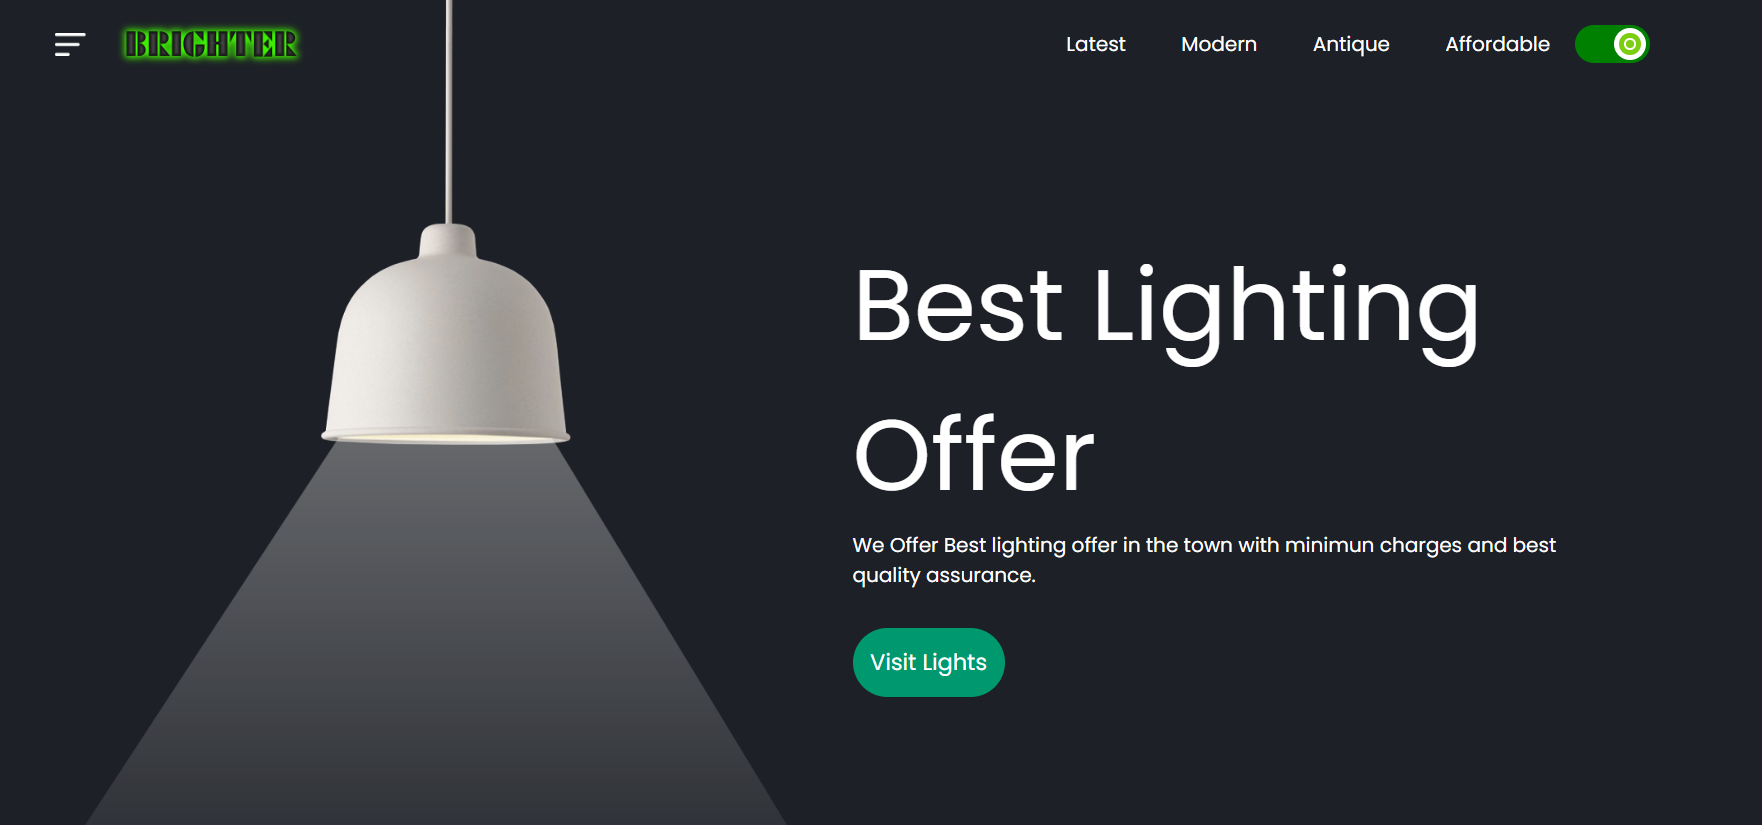 BRIGHTER
Latest Modern Antique Affordable
Best Lighting
Offer
We Offer Best lighting offer in the town with minimun charges and best
quality assurance.
Visit Lights